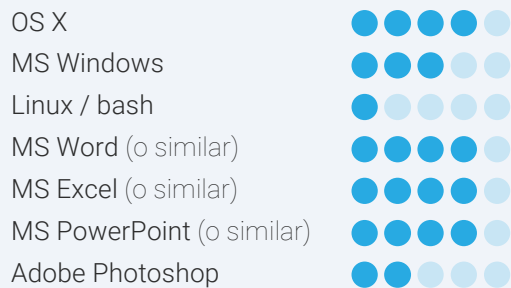 OS X
MS Windows
Linux / bash
MS Word (o similar)
MS Excel (o similar)
MS PowerPoint (o similar)
Adobe Photoshop